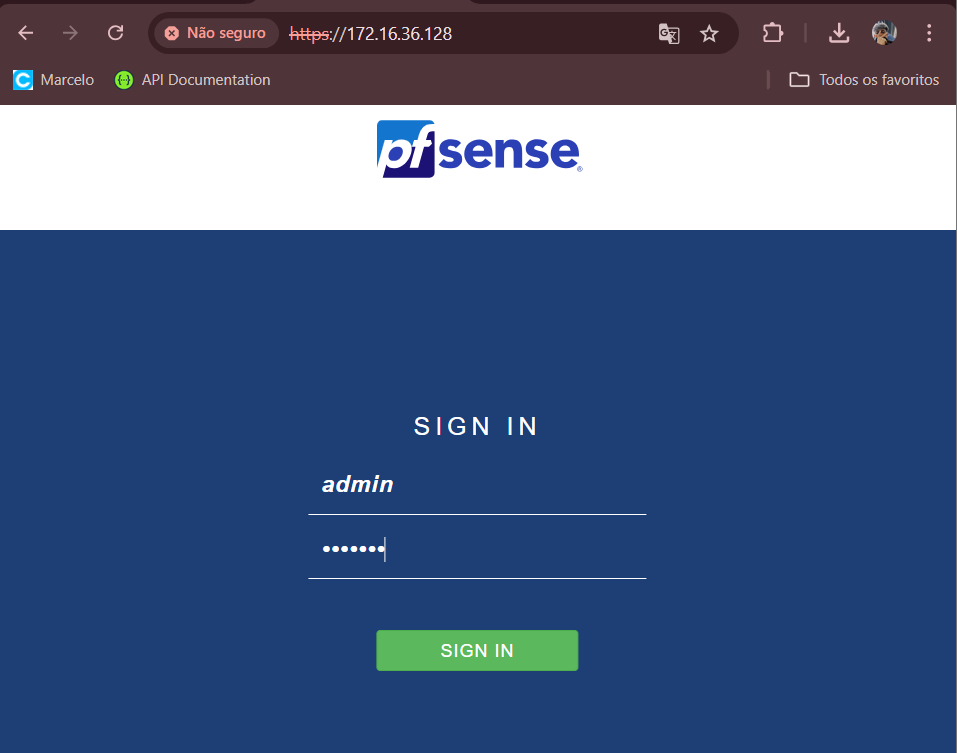 Não seguro https://172.16.36.128
Marcelo API Documentation Todos os favoritos
pfsense®
SIGN IN
admin
•••••••
SIGN IN